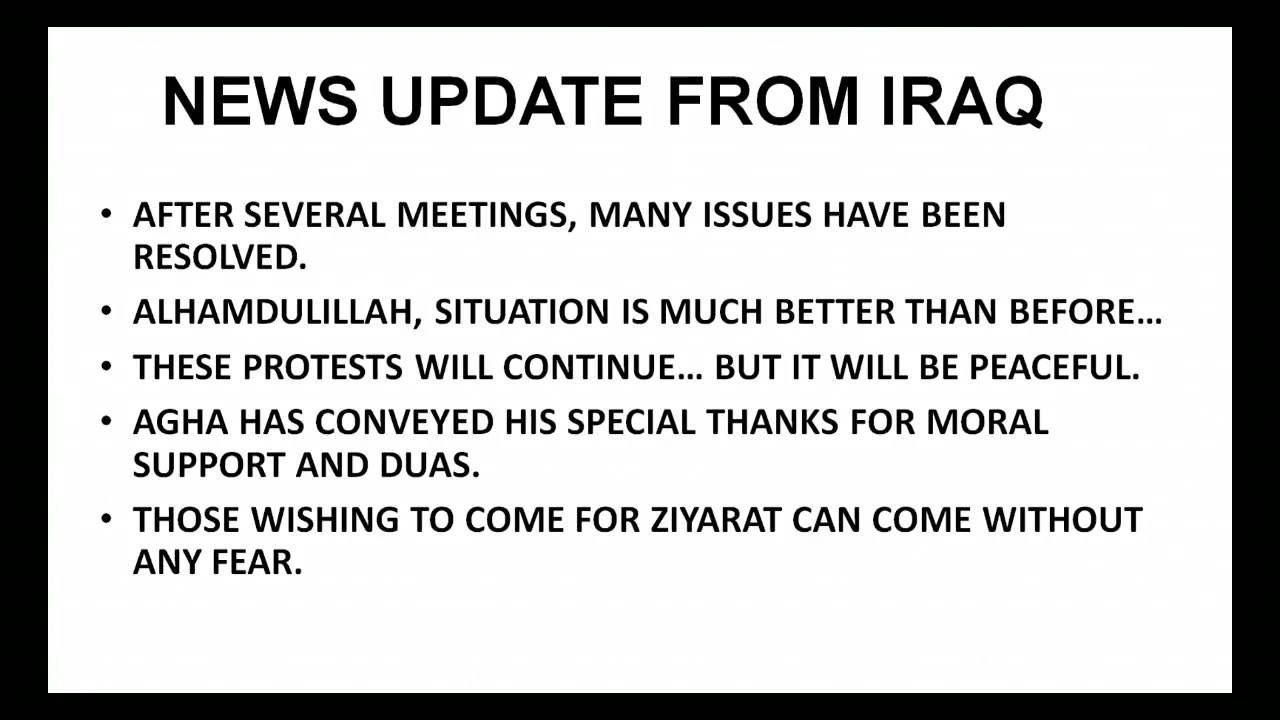 NEWS UPDATE FROM IRAQ
• AFTER SEVERAL MEETINGS, MANY ISSUES HAVE BEEN
RESOLVED.
• ALHAMDULILLAH, SITUATION IS MUCH BETTER THAN BEFORE…
• THESE PROTESTS WILL CONTINUE… BUT IT WILL BE PEACEFUL.
• AGHA HAS CONVEYED HIS SPECIAL THANKS FOR MORAL
SUPPORT AND DUAS.
• THOSE WISHING TO COME FOR ZIYARAT CAN COME WITHOUT
ANY FEAR.